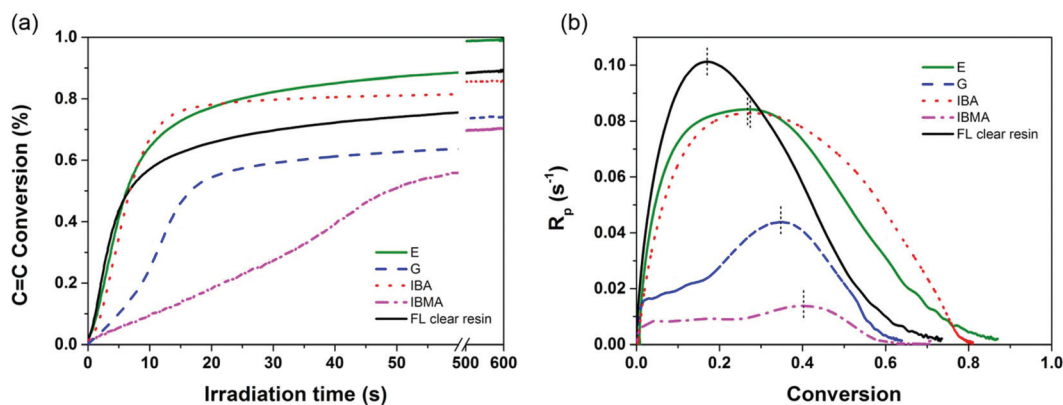 (a)
1.0
0.8
0.6
0.4
0.2
0.0
C=C Conversion (%)
0 10 20 30 40 50 500 600
Irradiation time (s)
E
G
IBA
IBMA
FL clear resin
(b)
0.10
0.08
0.06
0.04
0.02
0.00
Rp (s-1)
0.0 0.2 0.4 0.6 0.8 1.0
Conversion
E
G
IBA
IBMA
FL clear resin